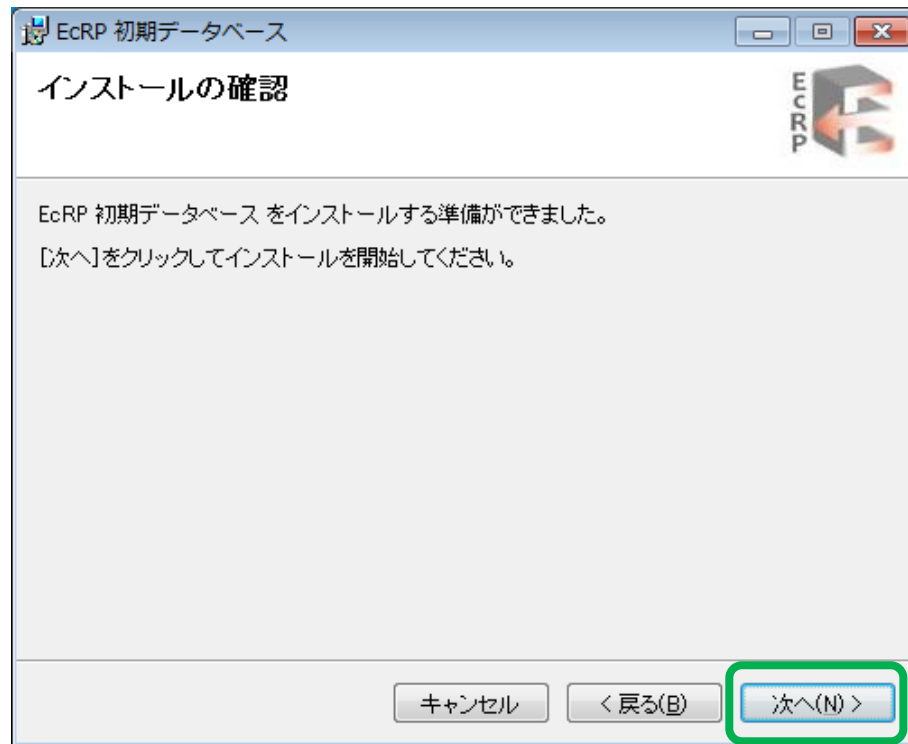 EcRP 初期データベース
インストールの確認
EcRP
EcRP 初期データベース をインストールする準備ができました。
[次へ]をクリックしてインストールを開始してください。
キャンセル
< 戻る(B)
次へ(N) >